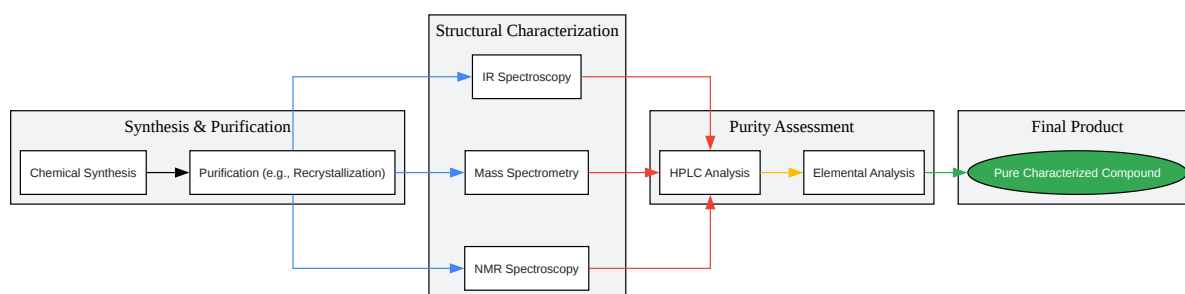 Structural Characterization
IR Spectroscopy
Synthesis & Purification
Purity Assessment
Final Product
Chemical Synthesis
Purification (e.g., Recrystallization)
Mass Spectrometry
HPLC Analysis
Elemental Analysis
Pure Characterized Compound
NMR Spectroscopy